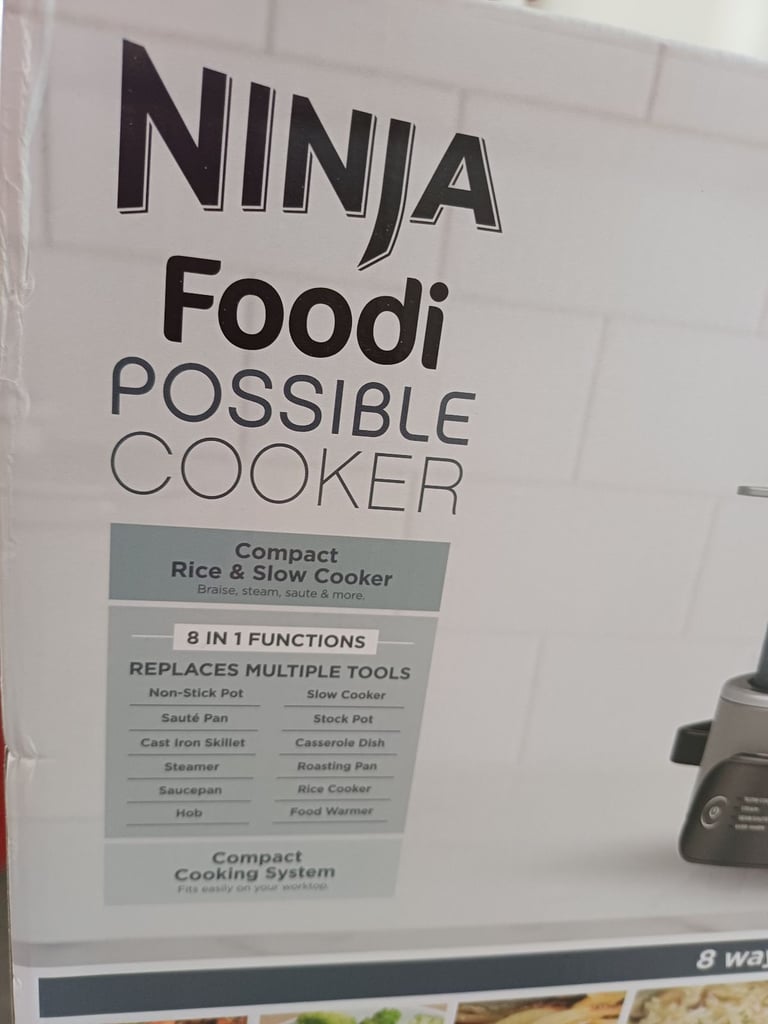 NINJA
Foodi
POSSIBLE
COOKER
Compact
Rice & Slow Cooker
Braise, steam, saute & more.
8 IN 1 FUNCTIONS
REPLACES MULTIPLE TOOLS
Non-Stick Pot
Slow Cooker
Sauté Pan
Stock Pot
Cast Iron Skillet
Casserole Dish
Steamer
Roasting Pan
Saucepan
Rice Cooker
Hob
Food Warmer
Compact
Cooking System
Fits easily on your worktop.
8